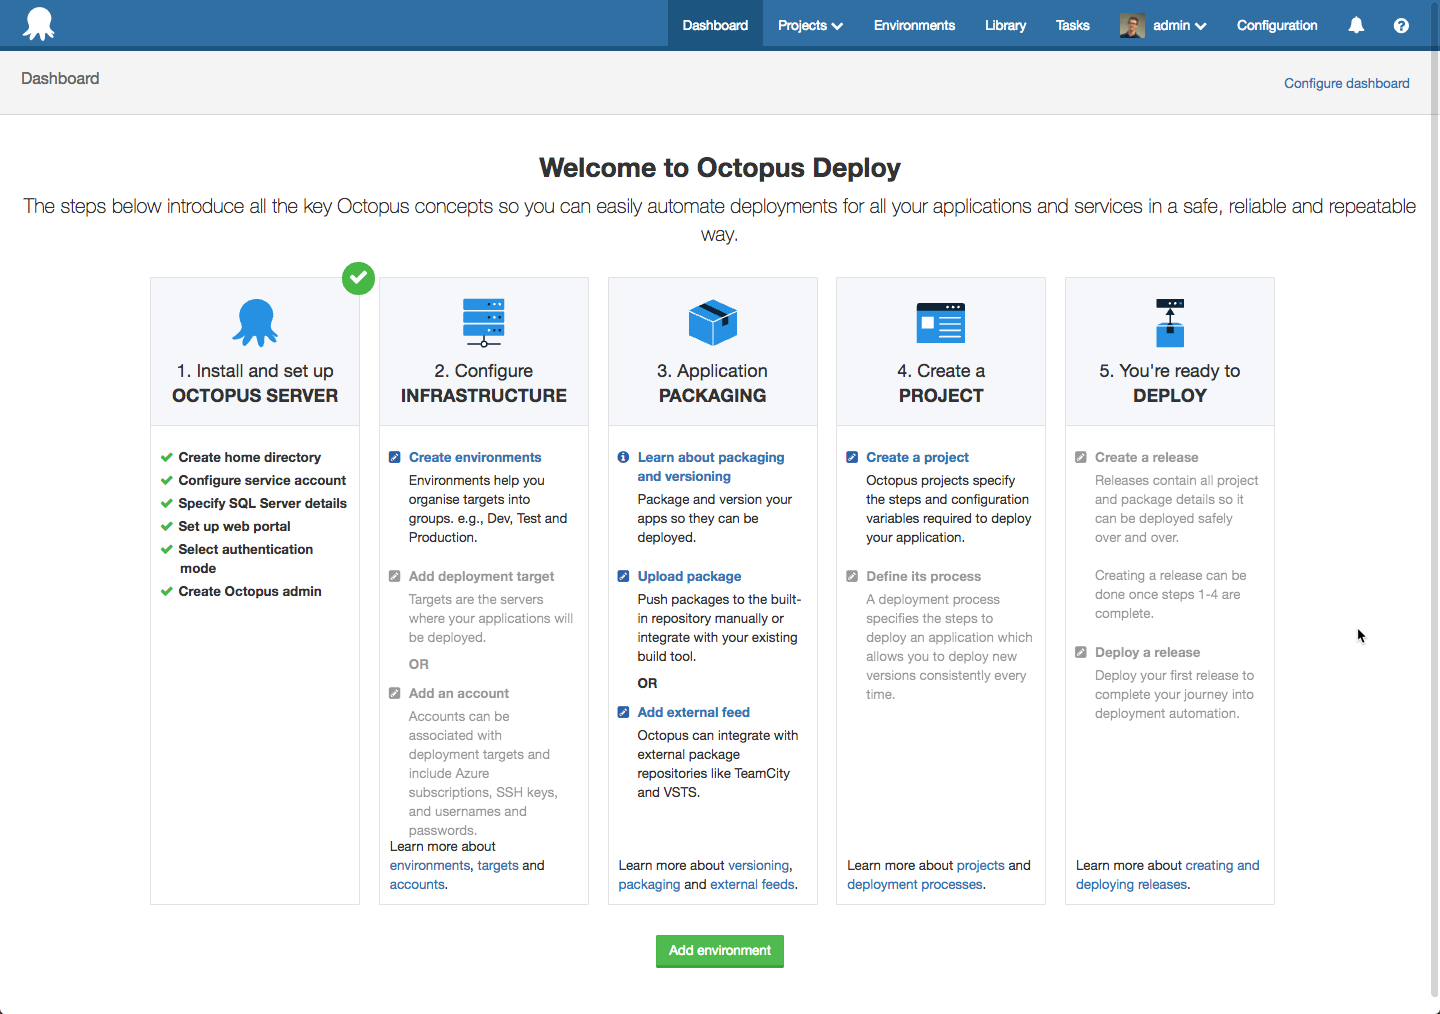 Dashboard
Projects
Environments
Library
Tasks
admin
Configuration
Dashboard
Configure dashboard
Welcome to Octopus Deploy
The steps below introduce all the key Octopus concepts so you can easily automate deployments for all your applications and services in a safe, reliable and repeatable
way.
1. Install and set up
OCTOPUS SERVER
Create home directory
Configure service account
Specify SQL Server details
Set up web portal
Select authentication
mode
Create Octopus admin
2. Configure
INFRASTRUCTURE
Create environments
Environments help you
organise targets into
groups. e.g., Dev, Test and
Production.
Add deployment target
Targets are the servers
where your applications will
be deployed.
OR
Add an account
Accounts can be
associated with
deployment targets and
include Azure
subscriptions, SSH keys,
and usernames and
passwords.
Learn more about
environments, targets and
accounts.
3. Application
PACKAGING
Learn about packaging
and versioning
Package and version your
apps so they can be
deployed.
Upload package
Push packages to the built-
in repository manually or
integrate with your existing
build tool.
OR
Add external feed
Octopus can integrate with
external package
repositories like TeamCity
and VSTS.
Learn more about versioning,
packaging and external feeds.
4. Create a
PROJECT
Create a project
Octopus projects specify
the steps and configuration
variables required to deploy
your application.
Define its process
A deployment process
specifies the steps to
deploy an application which
allows you to deploy new
versions consistently every
time.
Learn more about projects and
deployment processes.
5. You're ready to
DEPLOY
Create a release
Releases contain all project
and package details so it
can be deployed safely
over and over.
Creating a release can be
done once steps 1-4 are
complete.
Deploy a release
Deploy your first release to
complete your journey into
deployment automation.
Learn more about creating and
deploying releases.
Add environment